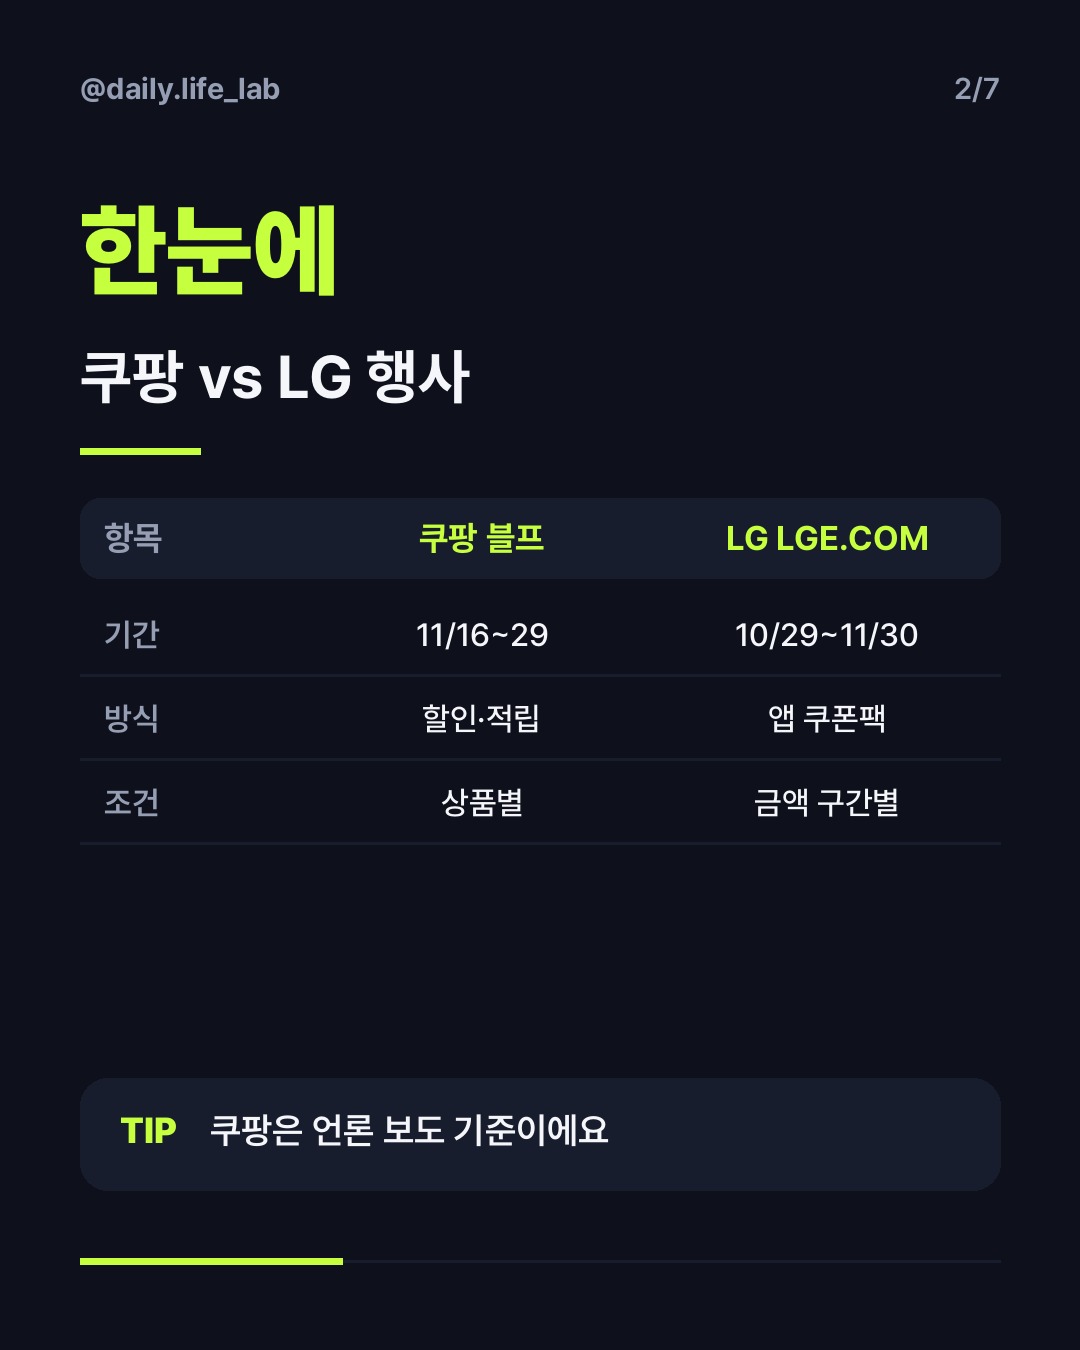 @daily.life_lab 2/7
한눈에
쿠팡 vs LG 행사
항목 쿠팡 블프 LG LGE.COM
기간 11/16~29 10/29~11/30
방식 할인·적립 앱 쿠폰팩
조건 상품별 금액 구간별
TIP 쿠팡은 언론 보도 기준이에요